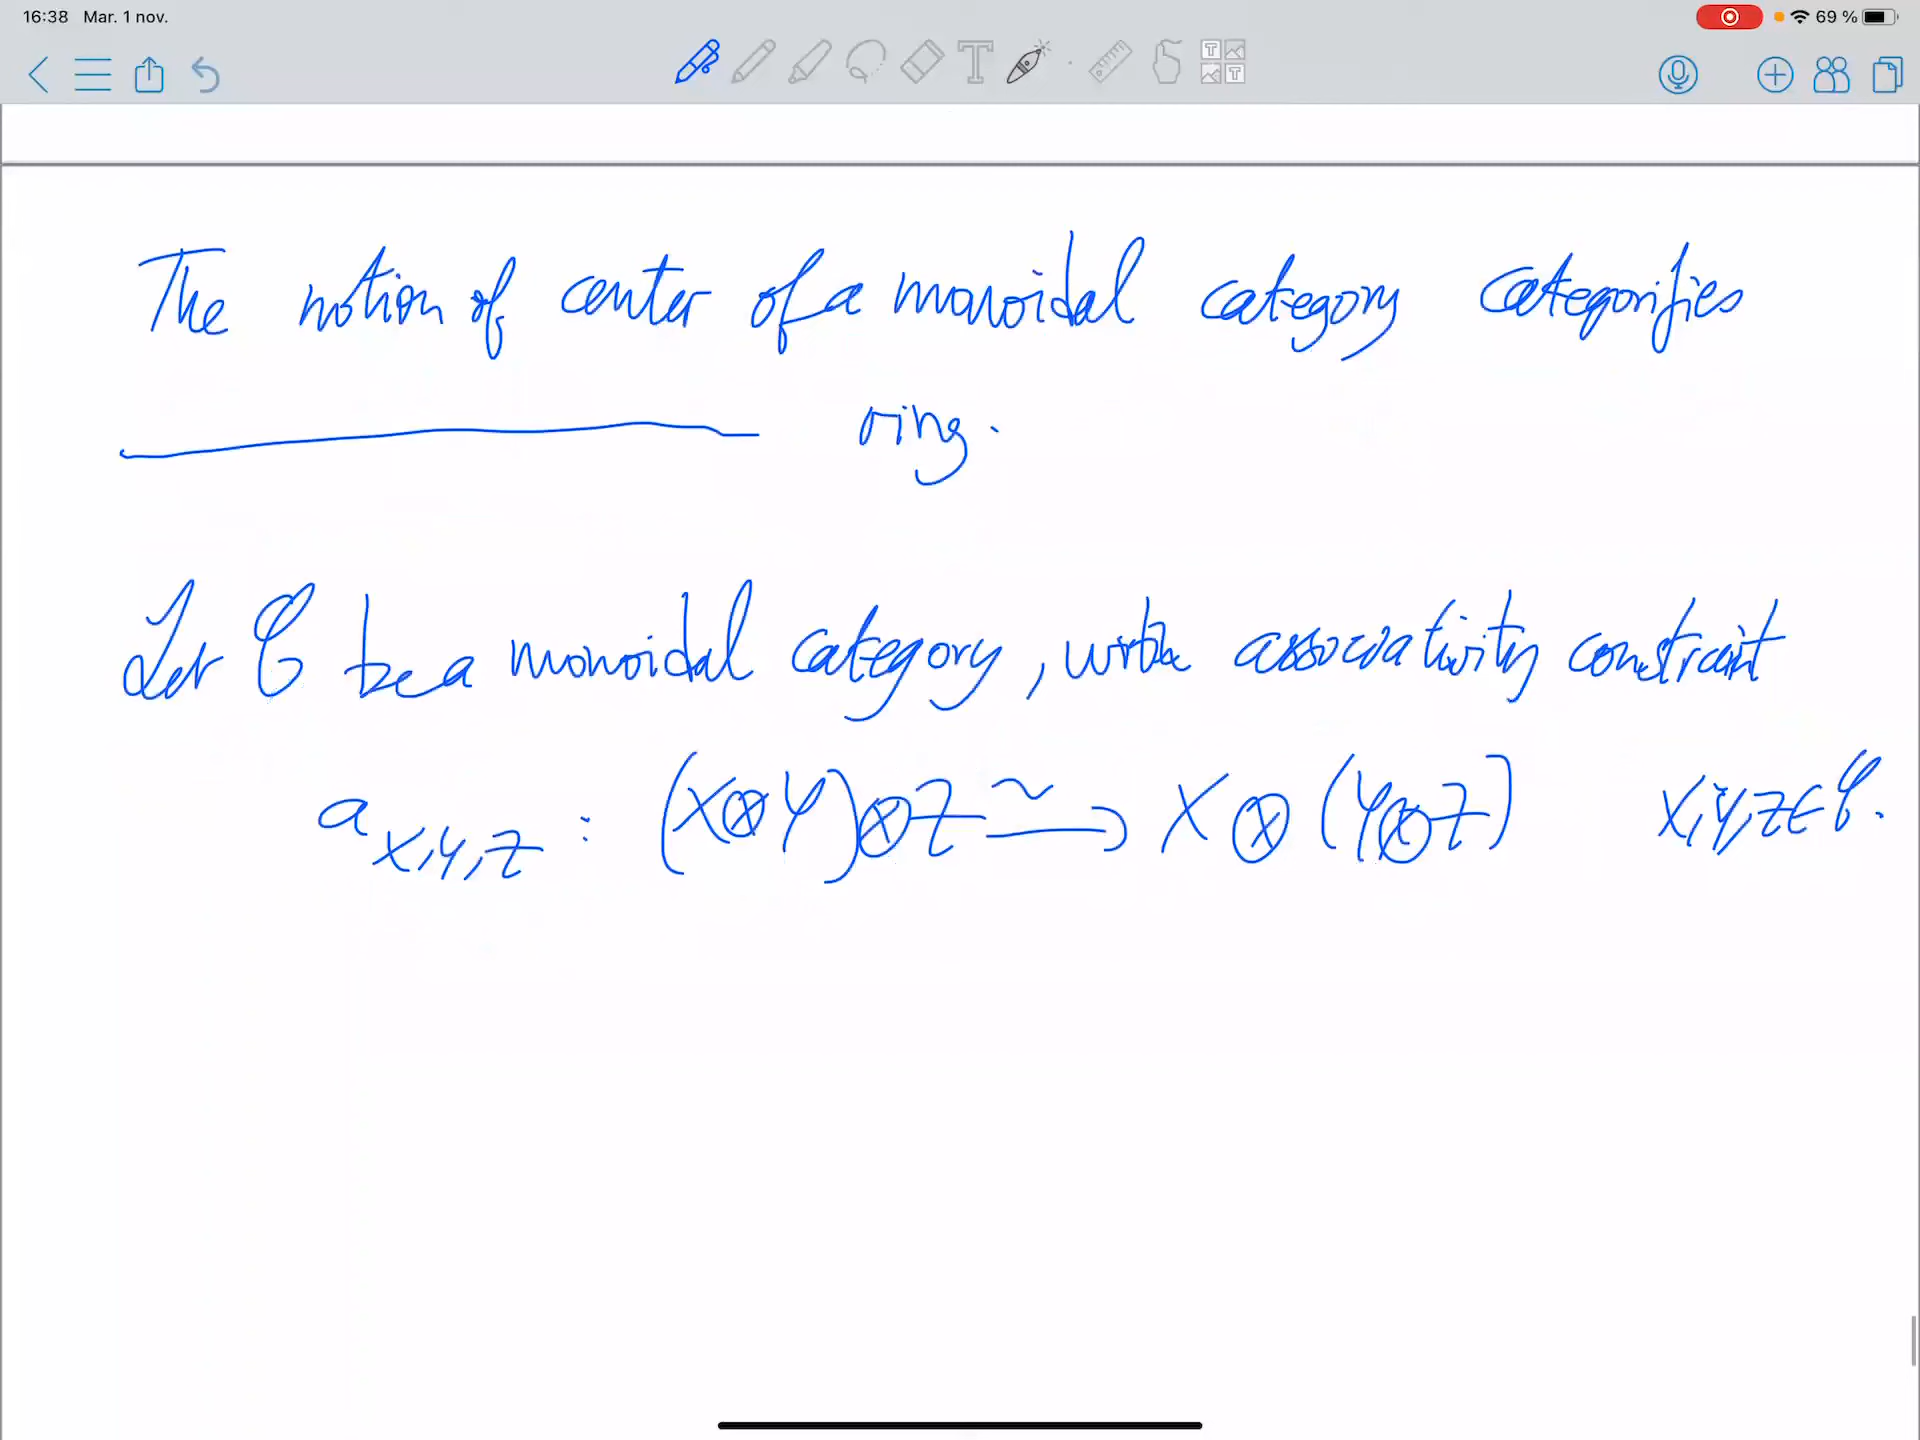 16:38 Mar. 1 nov. 69 %
The notion of center of a monoidal category categorifies
ring.
Let 𝒞 be a monoidal category, with associativity constraint
a_{X,Y,Z} : (X⊗Y)⊗Z ⥲ X⊗(Y⊗Z) X,Y,Z∈𝒞.